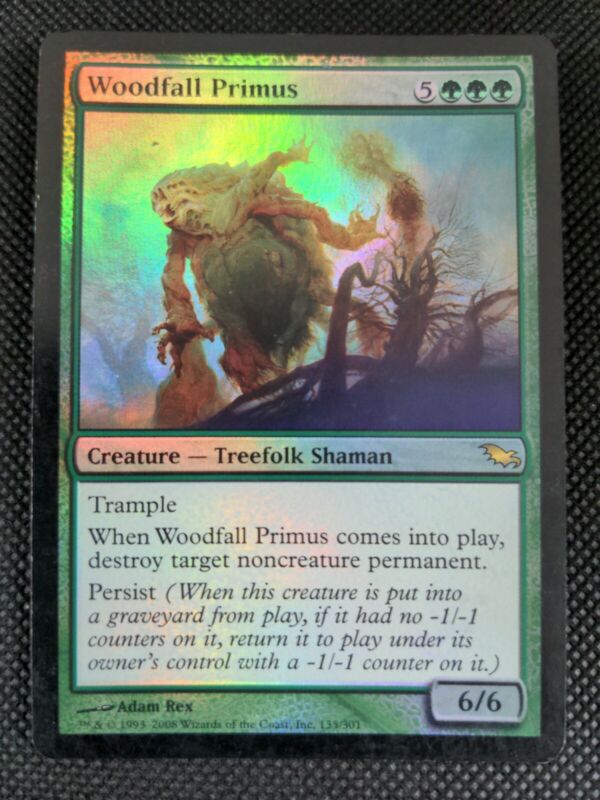 Woodfall Primus 5
Creature — Treefolk Shaman
Trample
When Woodfall Primus comes into play,
destroy target noncreature permanent.
Persist (When this creature is put into
a graveyard from play, if it had no -1/-1
counters on it, return it to play under its
owner's control with a -1/-1 counter on it.)
6/6
Adam Rex
™ & © 1993-2008 Wizards of the Coast, Inc. 135/301